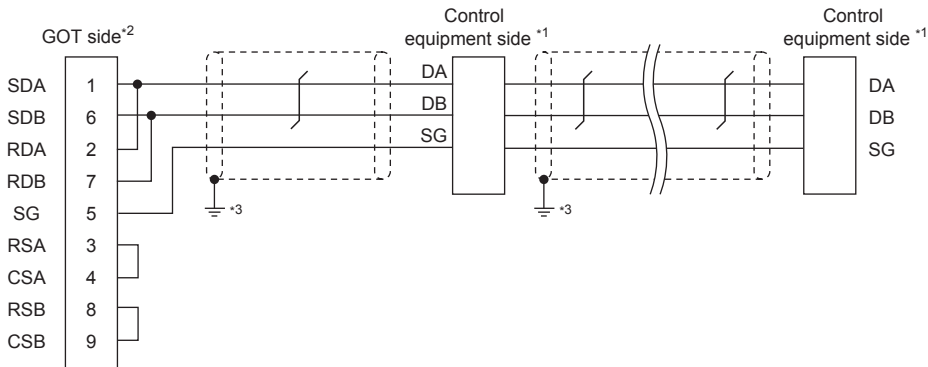 GOT side*2
Control
equipment side *1
Control
equipment side *1
SDA 1
SDB 6
RDA 2
RDB 7
SG 5
RSA 3
CSA 4
RSB 8
CSB 9
DA
DB
SG
DA
DB
SG
*3
*3